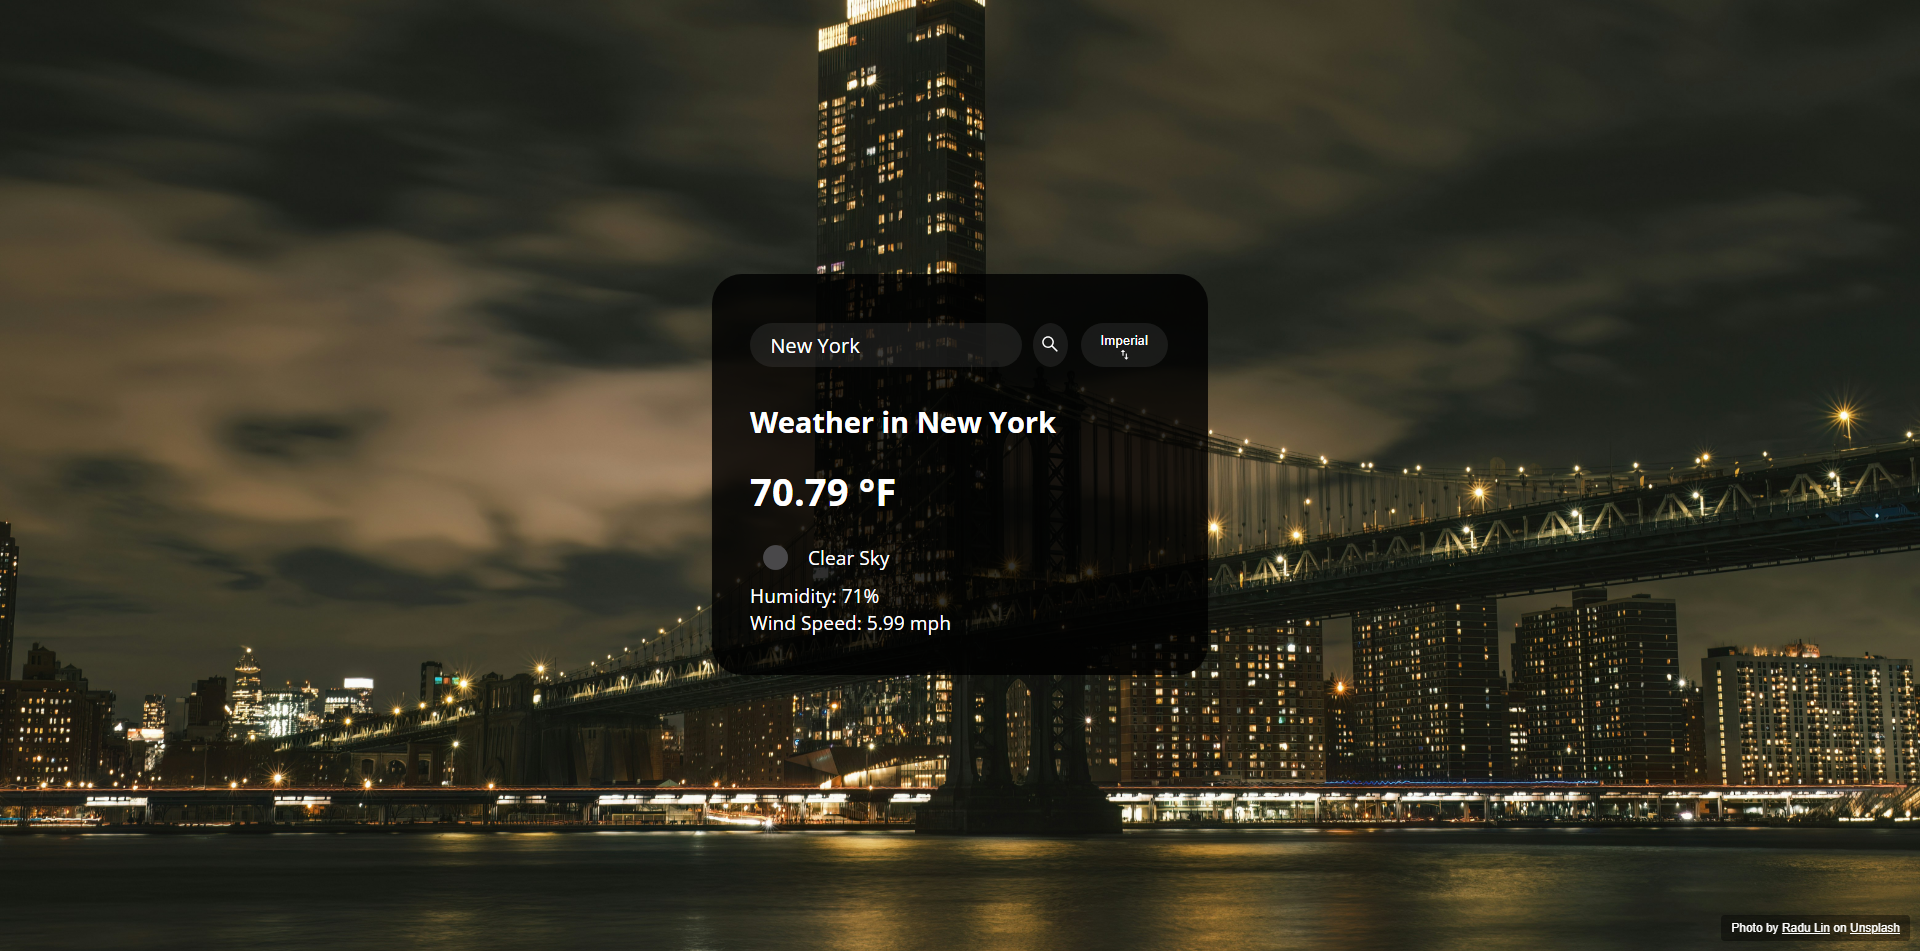 New York
Imperial
Weather in New York
70.79 °F
Clear Sky
Humidity: 71%
Wind Speed: 5.99 mph
Photo by Radu Lin on Unsplash